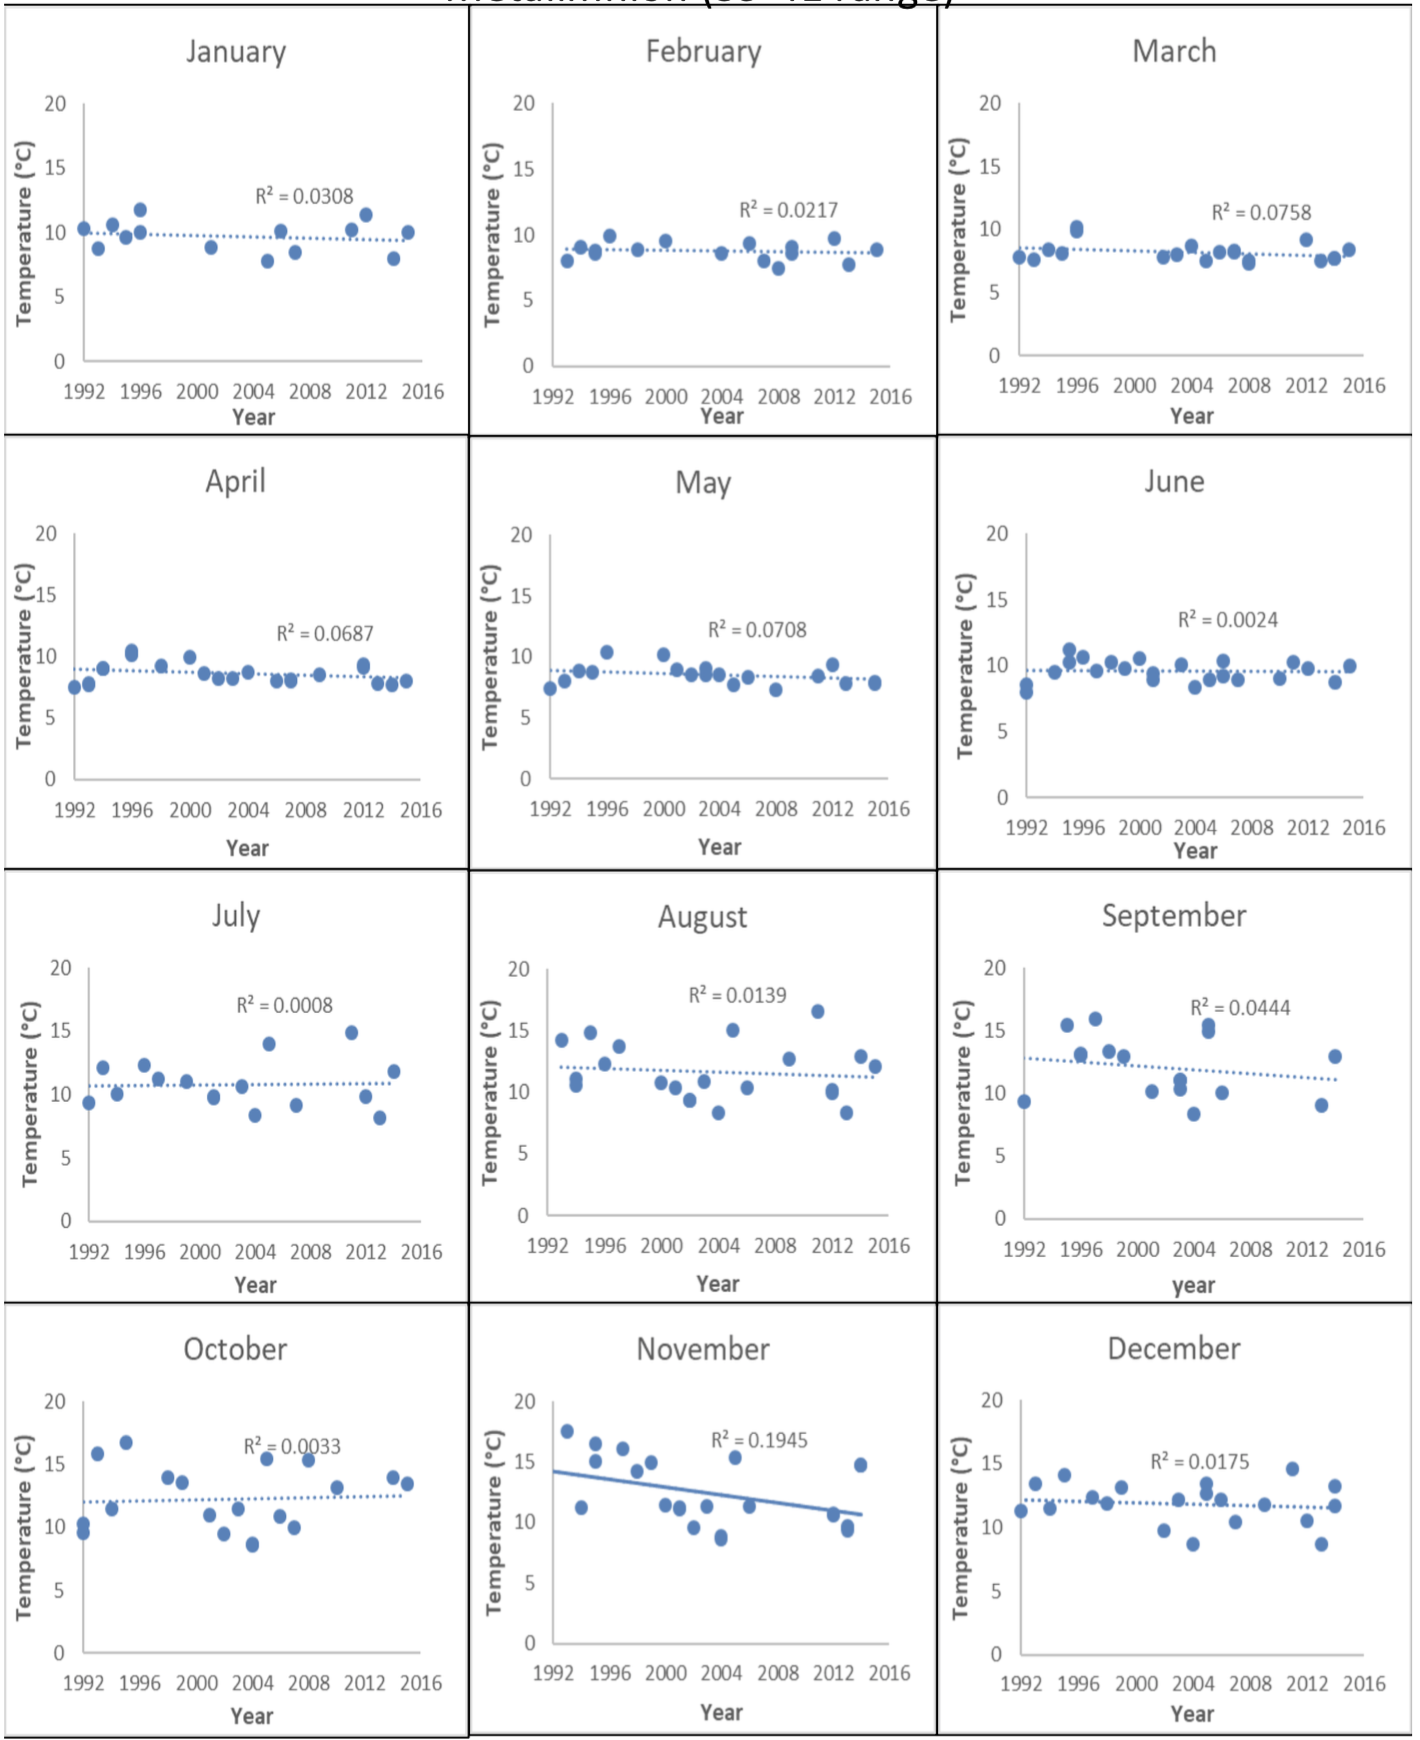 January
Temperature (°C)
20
15
10
5
0
R² = 0.0308
1992 1996 2000 2004 2008 2012 2016
Year
February
Temperature (°C)
20
15
10
5
0
R² = 0.0217
1992 1996 2000 2004 2008 2012 2016
Year
March
Temperature (°C)
20
15
10
5
0
R² = 0.0758
1992 1996 2000 2004 2008 2012 2016
Year
April
Temperature (°C)
20
15
10
5
0
R² = 0.0687
1992 1996 2000 2004 2008 2012 2016
Year
May
Temperature (°C)
20
15
10
5
0
R² = 0.0708
1992 1996 2000 2004 2008 2012 2016
Year
June
Temperature (°C)
20
15
10
5
0
R² = 0.0024
1992 1996 2000 2004 2008 2012 2016
Year
July
Temperature (°C)
20
15
10
5
0
R² = 0.0008
1992 1996 2000 2004 2008 2012 2016
Year
August
Temperature (°C)
20
15
10
5
0
R² = 0.0139
1992 1996 2000 2004 2008 2012 2016
Year
September
Temperature (°C)
20
15
10
5
0
R² = 0.0444
1992 1996 2000 2004 2008 2012 2016
year
October
Temperature (°C)
20
15
10
5
0
R² = 0.0033
1992 1996 2000 2004 2008 2012 2016
Year
November
Temperature (°C)
20
15
10
5
0
R² = 0.1945
1992 1996 2000 2004 2008 2012 2016
Year
December
Temperature (°C)
20
15
10
5
0
R² = 0.0175
1992 1996 2000 2004 2008 2012 2016
Year